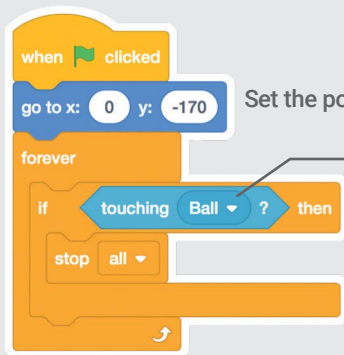 when clicked
go to x: 0 y: -170
Set the po
forever
if touching Ball ? then
stop all